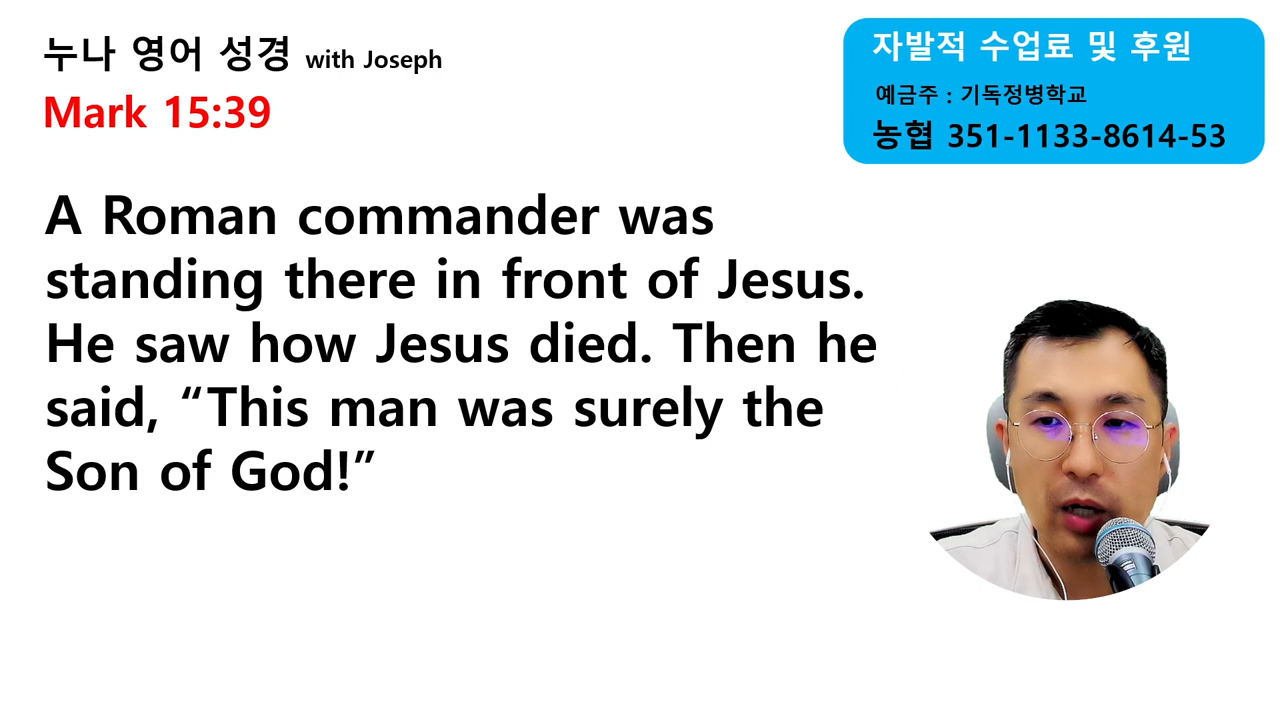 누나 영어 성경 with Joseph
Mark 15:39
자발적 수업료 및 후원
예금주 : 기독정병학교
농협 351-1133-8614-53
A Roman commander was
standing there in front of Jesus.
He saw how Jesus died. Then he
said, “This man was surely the
Son of God!”